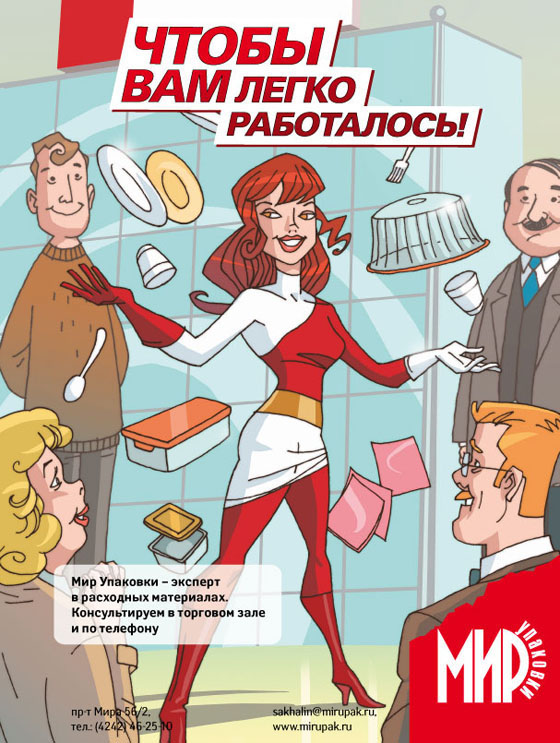 ЧТОБЫ
ВАМ ЛЕГКО
РАБОТАЛОСЬ!
Мир Упаковки – эксперт
в расходных материалах.
Консультируем в торговом зале
и по телефону
МИР
упаковки
пр-т Мира 56/2,
тел.: (4242) 46-25-10
sakhalin@mirupak.ru,
www.mirupak.ru